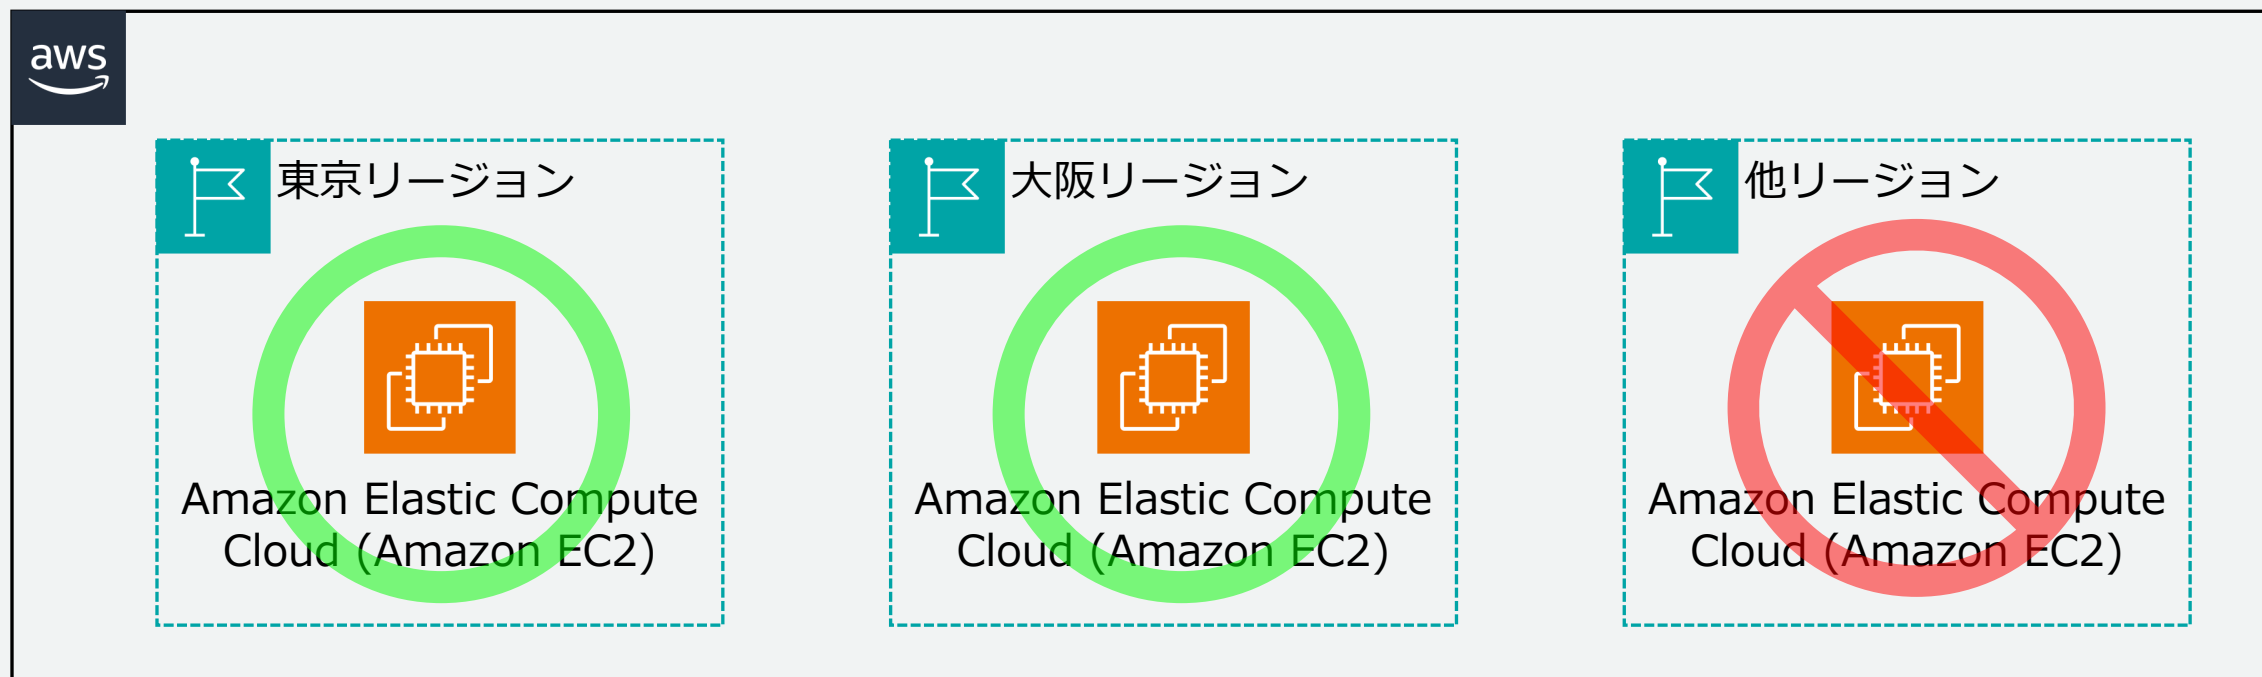 aws
東京リージョン
Amazon Elastic Compute
Cloud (Amazon EC2)
大阪リージョン
Amazon Elastic Compute
Cloud (Amazon EC2)
他リージョン
Amazon Elastic Compute
Cloud (Amazon EC2)